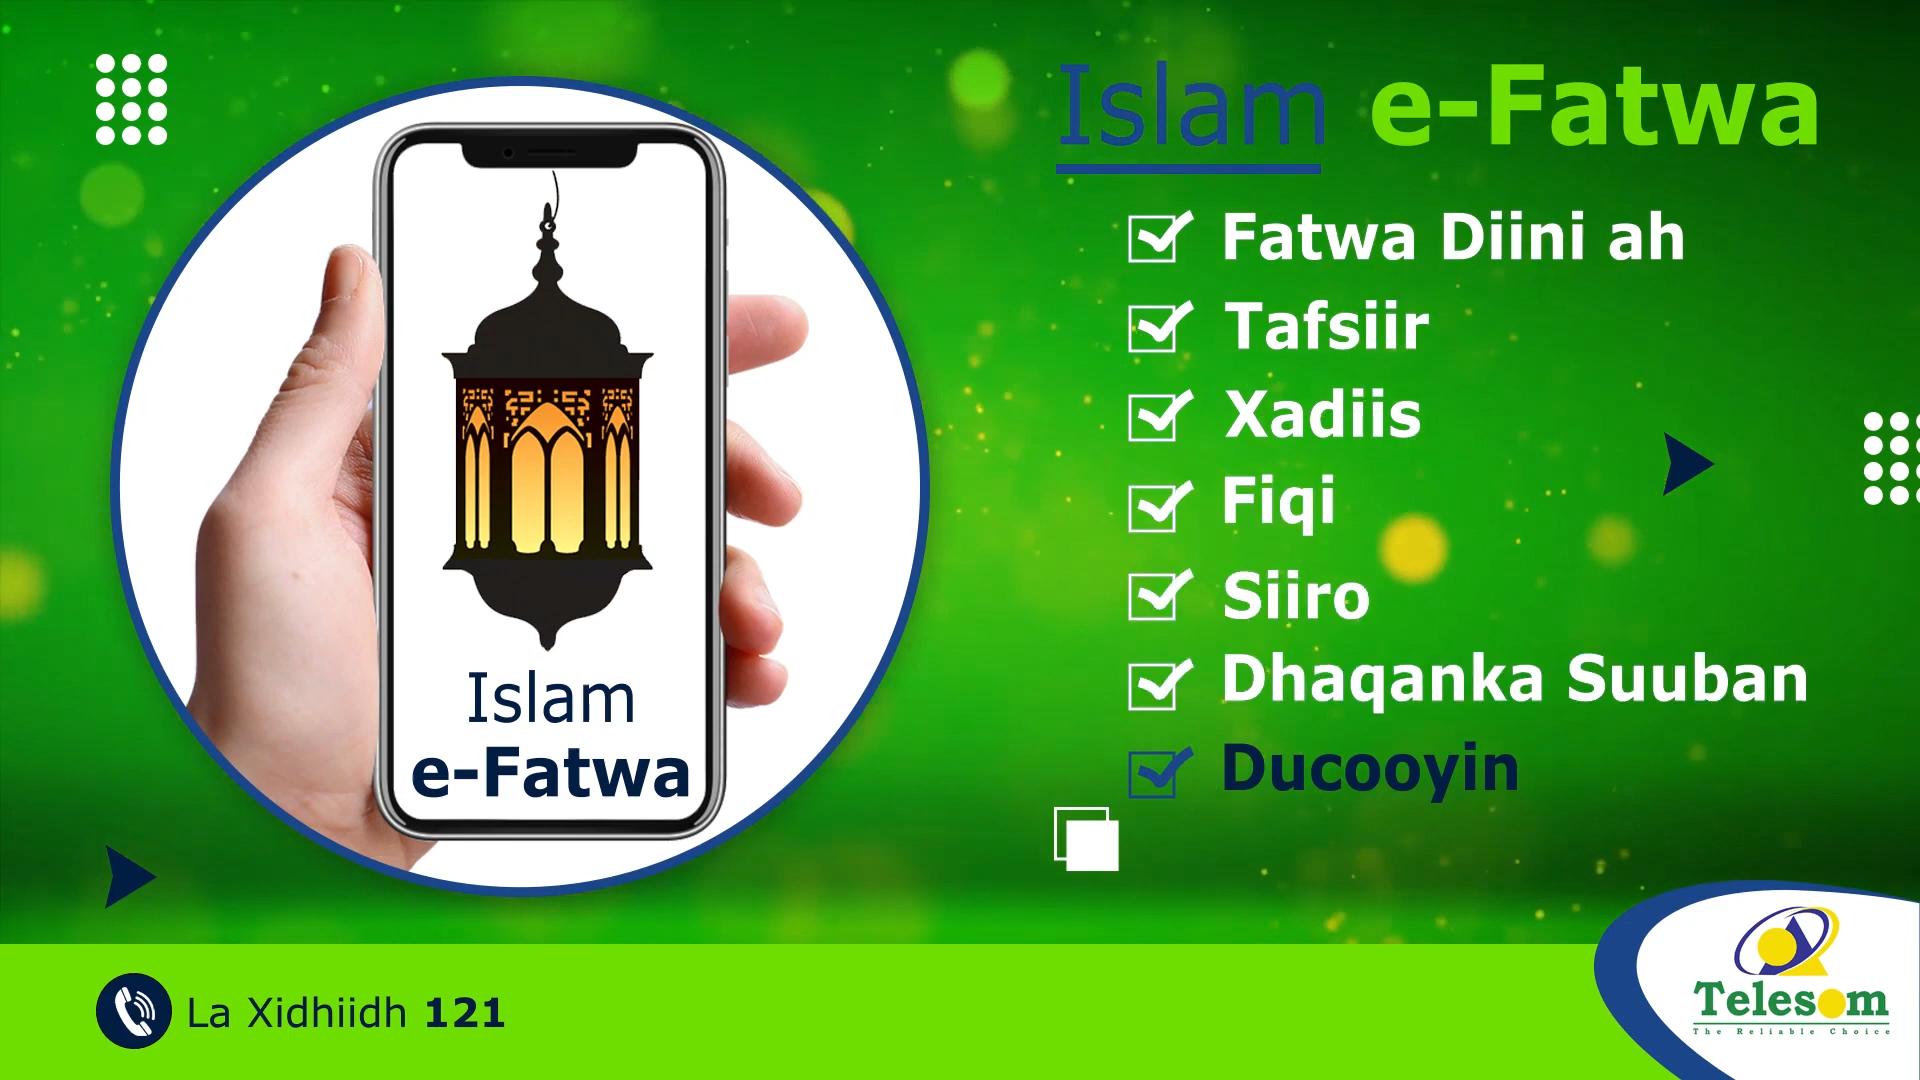 Islam e-Fatwa
Fatwa Diini ah
Tafsiir
Xadiis
Fiqi
Siiro
Dhaqanka Suuban
Ducooyin
Islam
e-Fatwa
La Xidhiidh 121
Telesom
The Reliable Choice